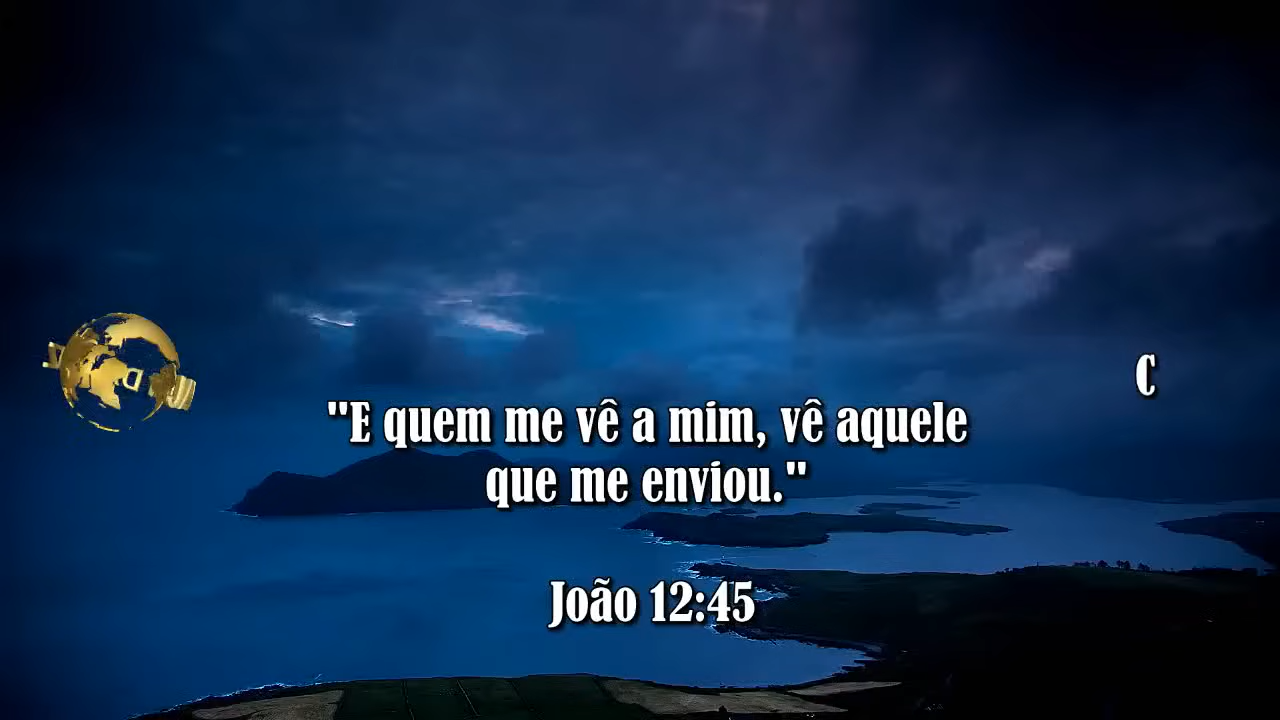 C
"E quem me vê a mim, vê aquele
que me enviou."
João 12:45